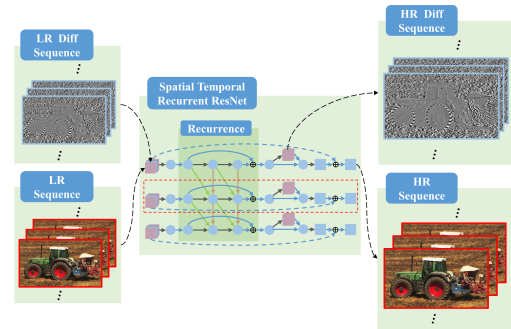 LR Diff
Sequence
HR Diff
Sequence
Spatial Temporal
Recurrent ResNet
Recurrence
LR
Sequence
HR
Sequence